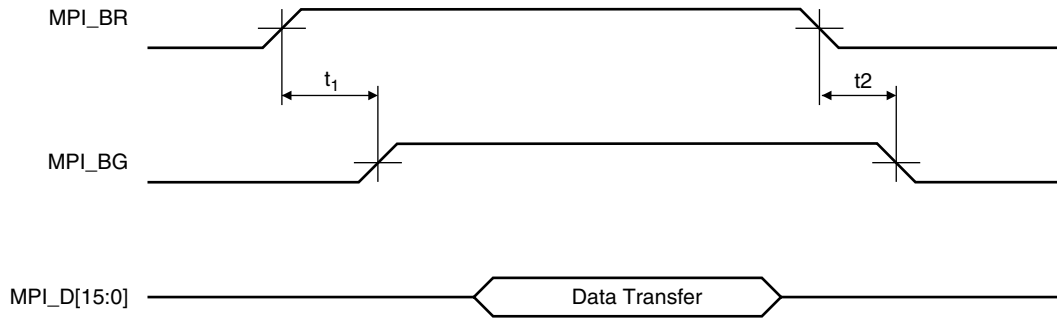 MPI_BR
t₁
t2
MPI_BG
MPI_D[15:0]
Data Transfer